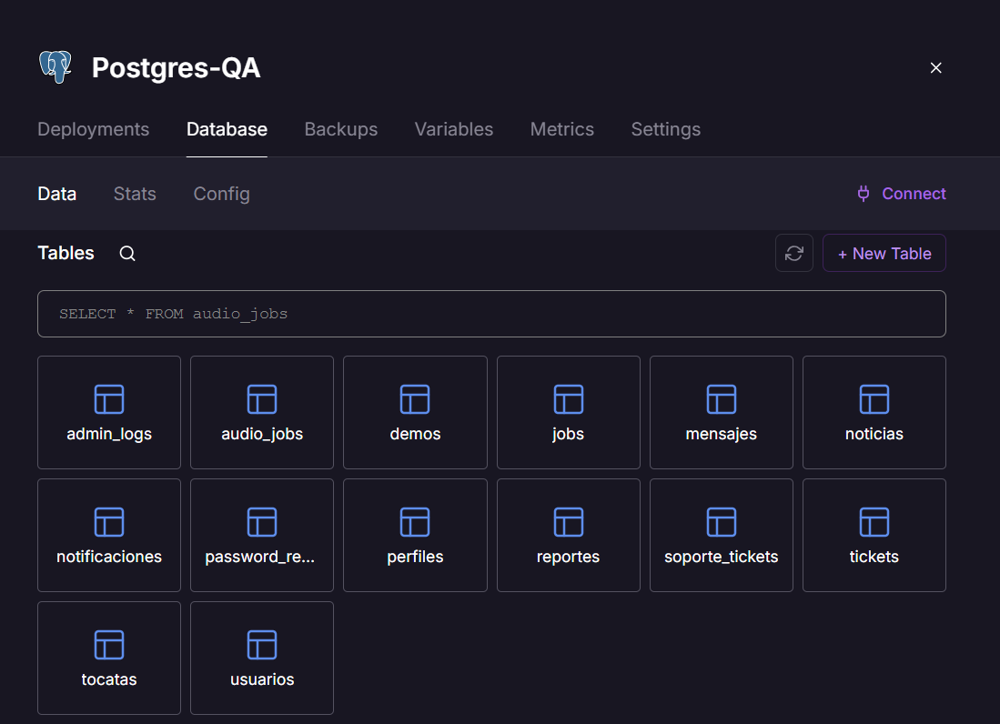 Postgres-QA
Deployments Database Backups Variables Metrics Settings
Data Stats Config Connect
Tables + New Table
SELECT * FROM audio_jobs
admin_logs audio_jobs demos jobs mensajes noticias
notificaciones password_re... perfiles reportes soporte_tickets tickets
tocatas usuarios